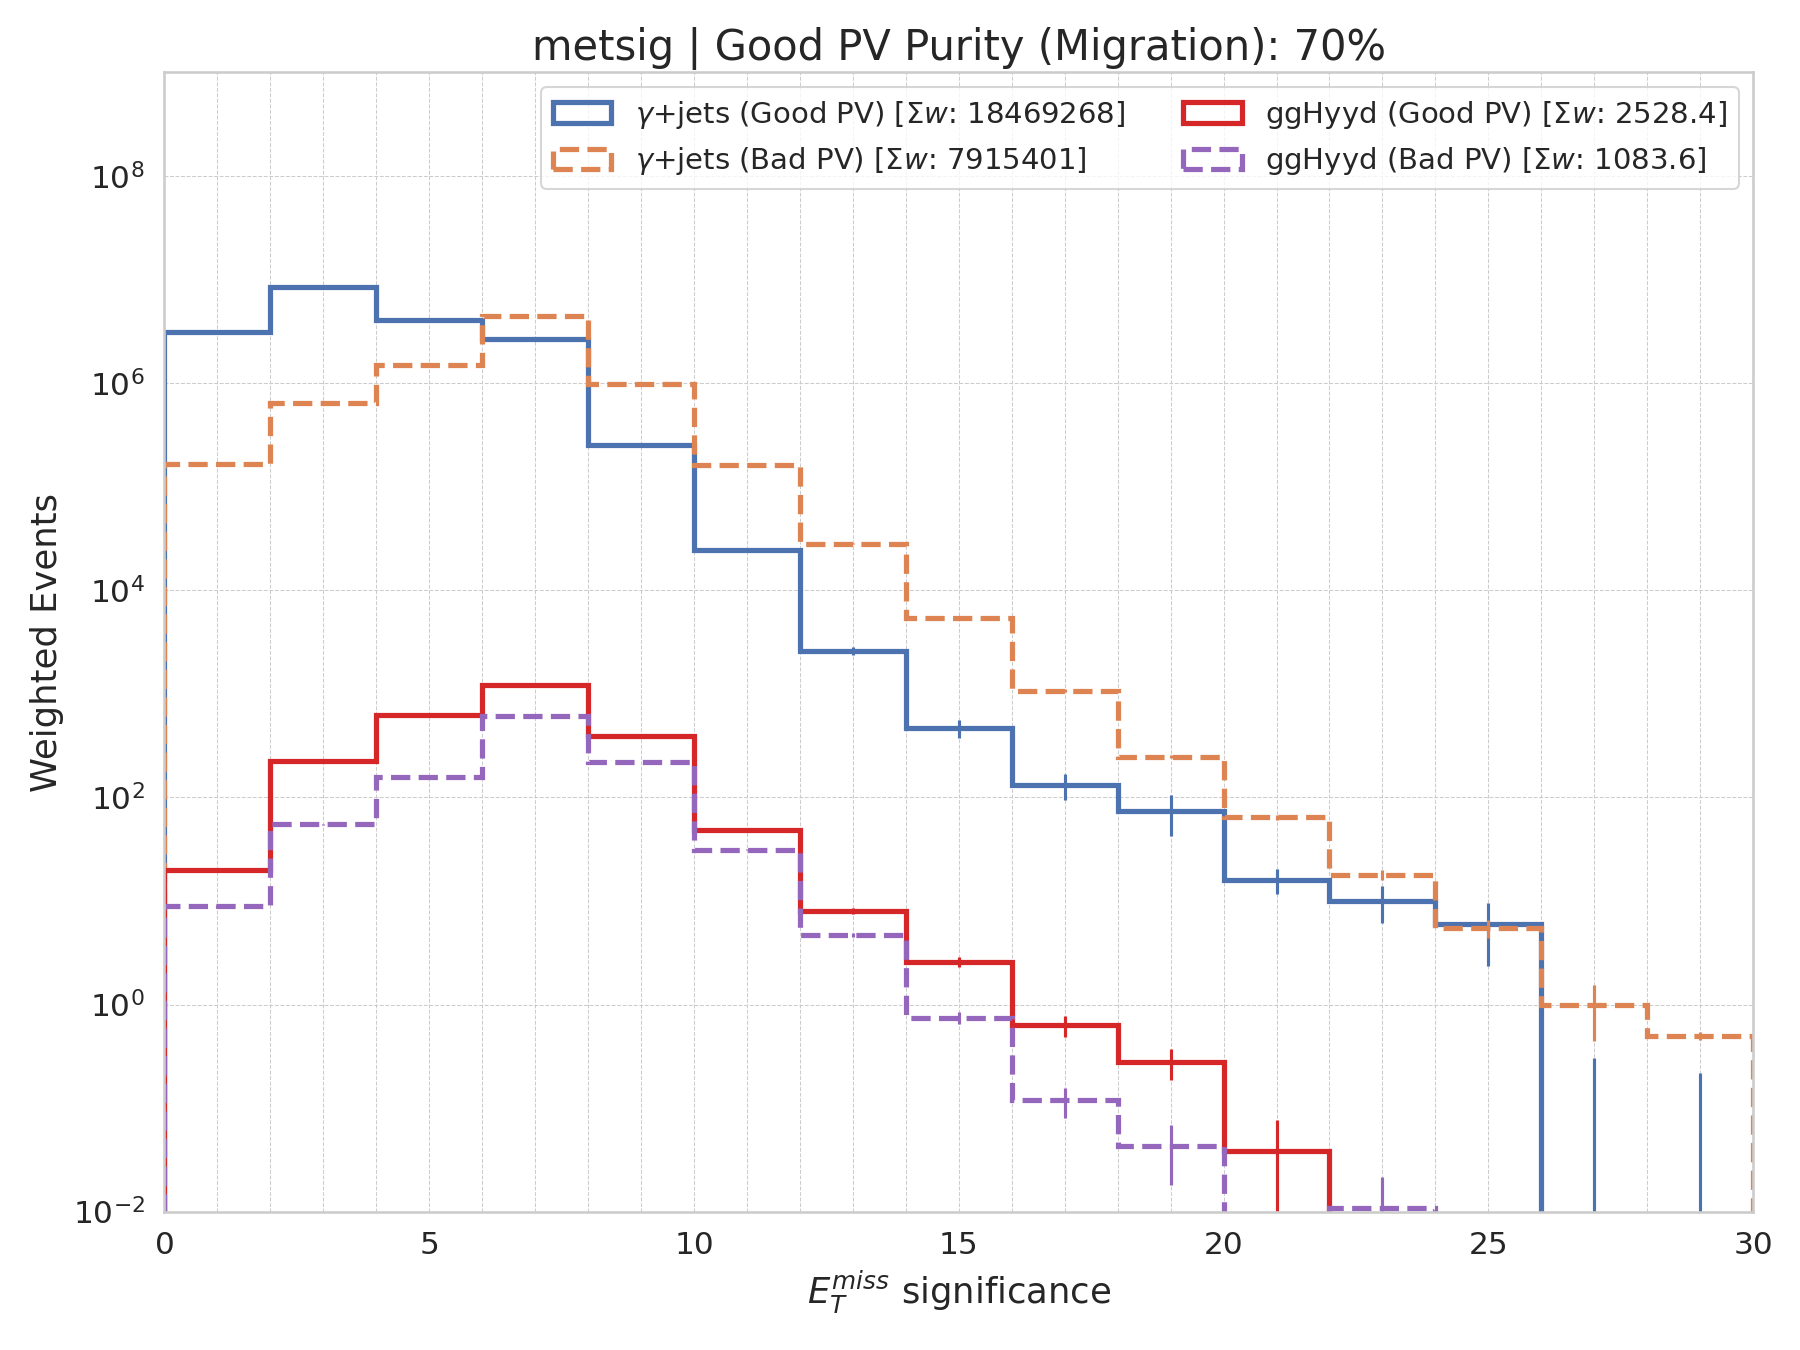 metsig | Good PV Purity (Migration): 70%
γ+jets (Good PV) [Σw: 18469268]
γ+jets (Bad PV) [Σw: 7915401]
ggHyyd (Good PV) [Σw: 2528.4]
ggHyyd (Bad PV) [Σw: 1083.6]
Weighted Events
10^8
10^6
10^4
10^2
10^0
10^−2
0 5 10 15 20 25 30
E_T^miss significance